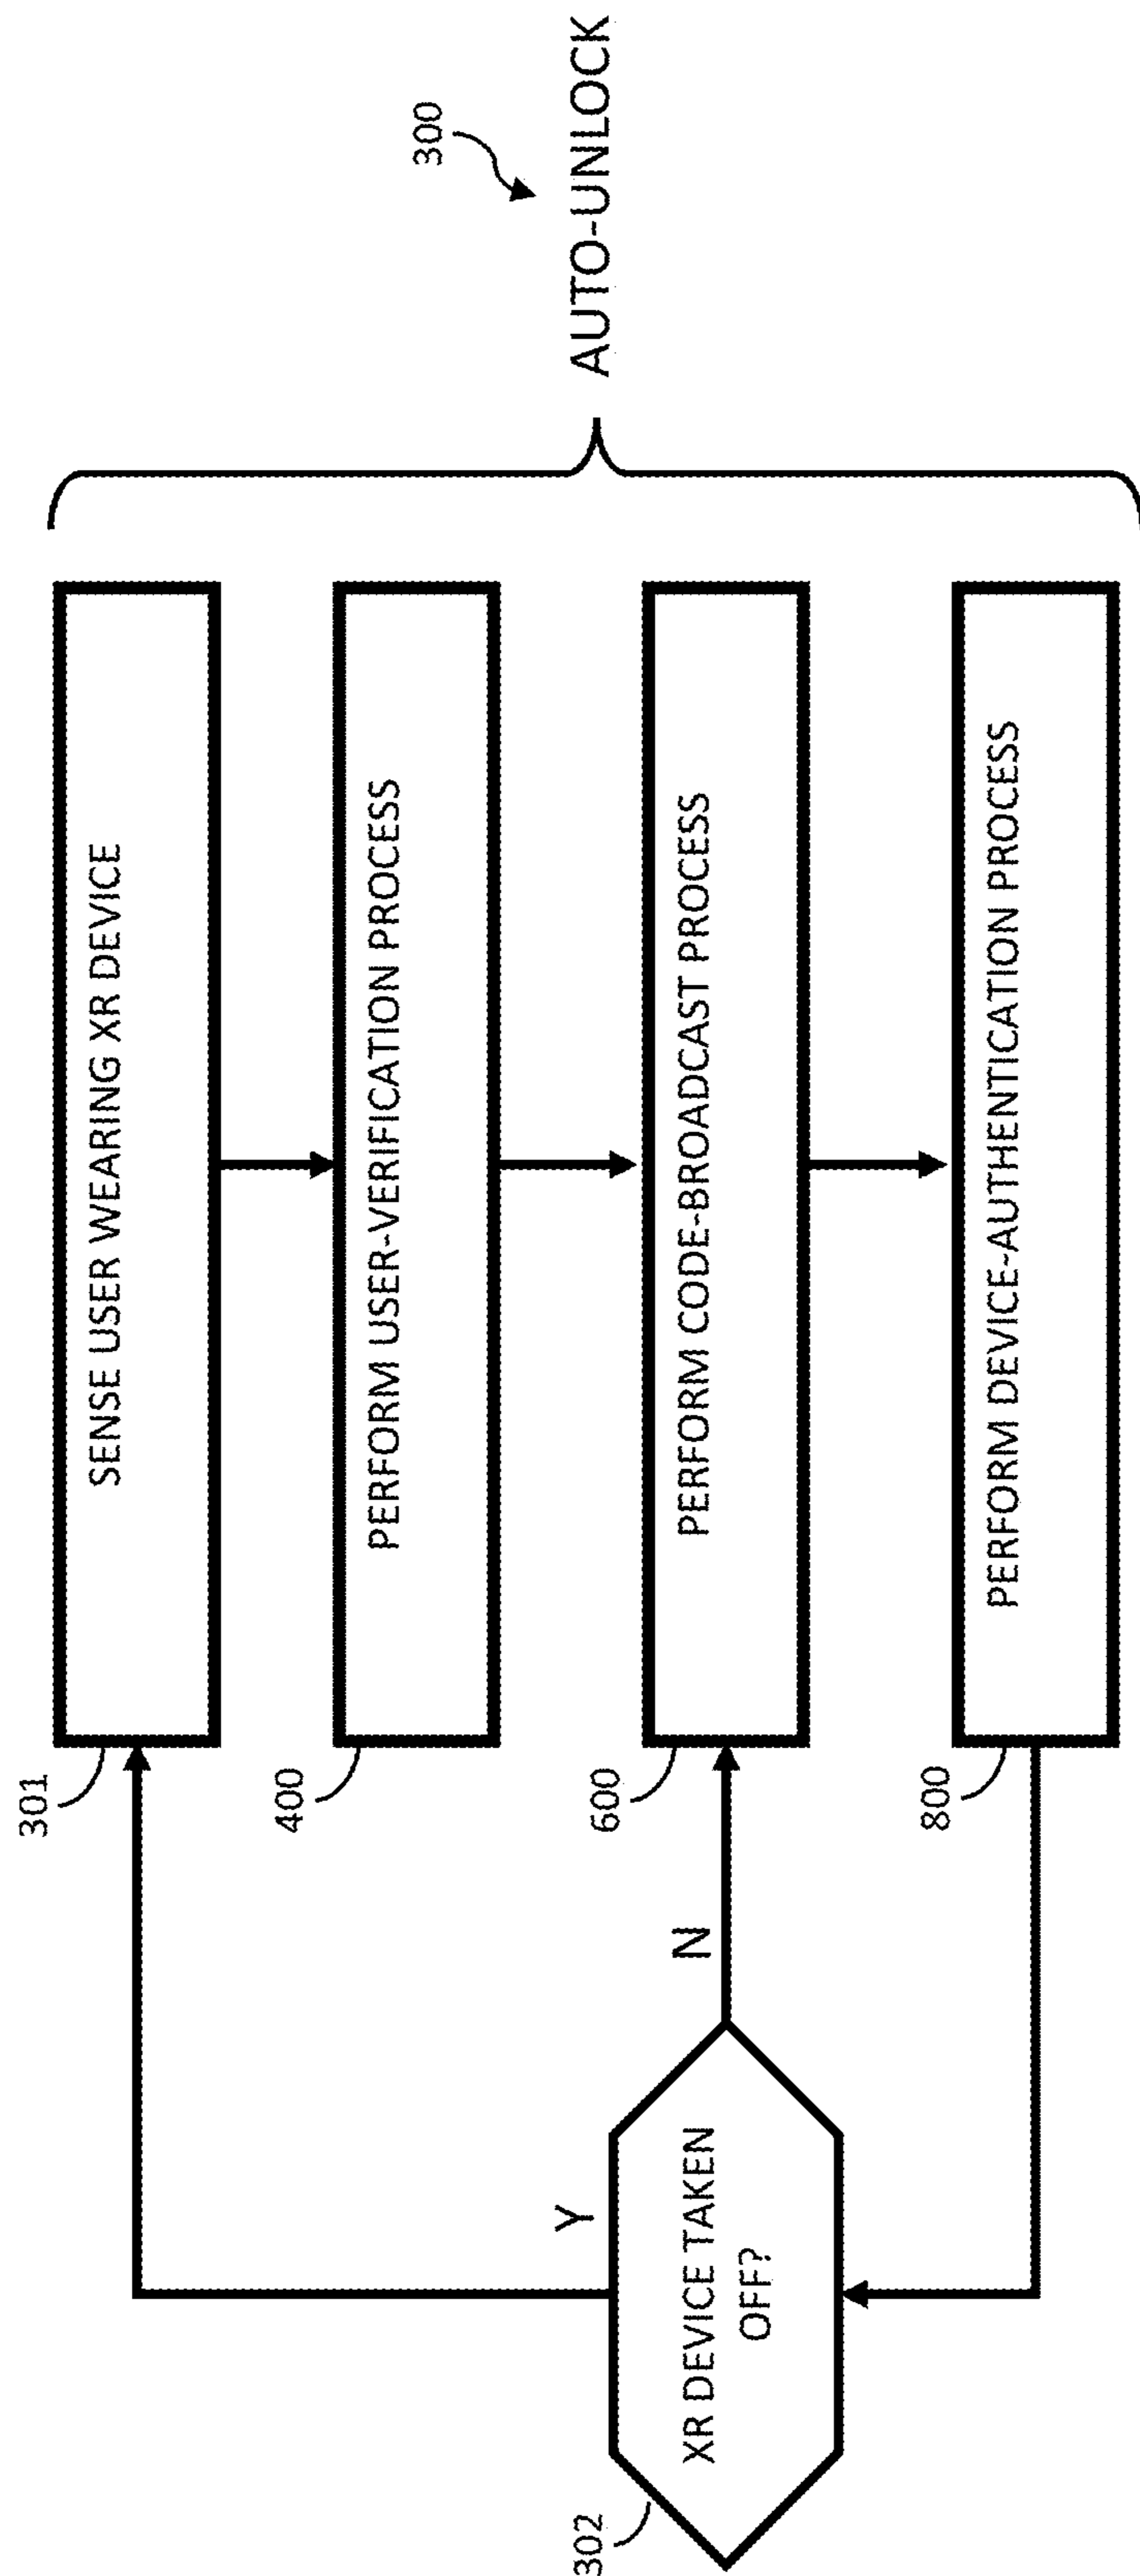 301
SENSE USER WEARING XR DEVICE
400
PERFORM USER-VERIFICATION PROCESS
600
PERFORM CODE-BROADCAST PROCESS
800
PERFORM DEVICE-AUTHENTICATION PROCESS
302
XR DEVICE TAKEN
OFF?
Y
N
300
AUTO-UNLOCK